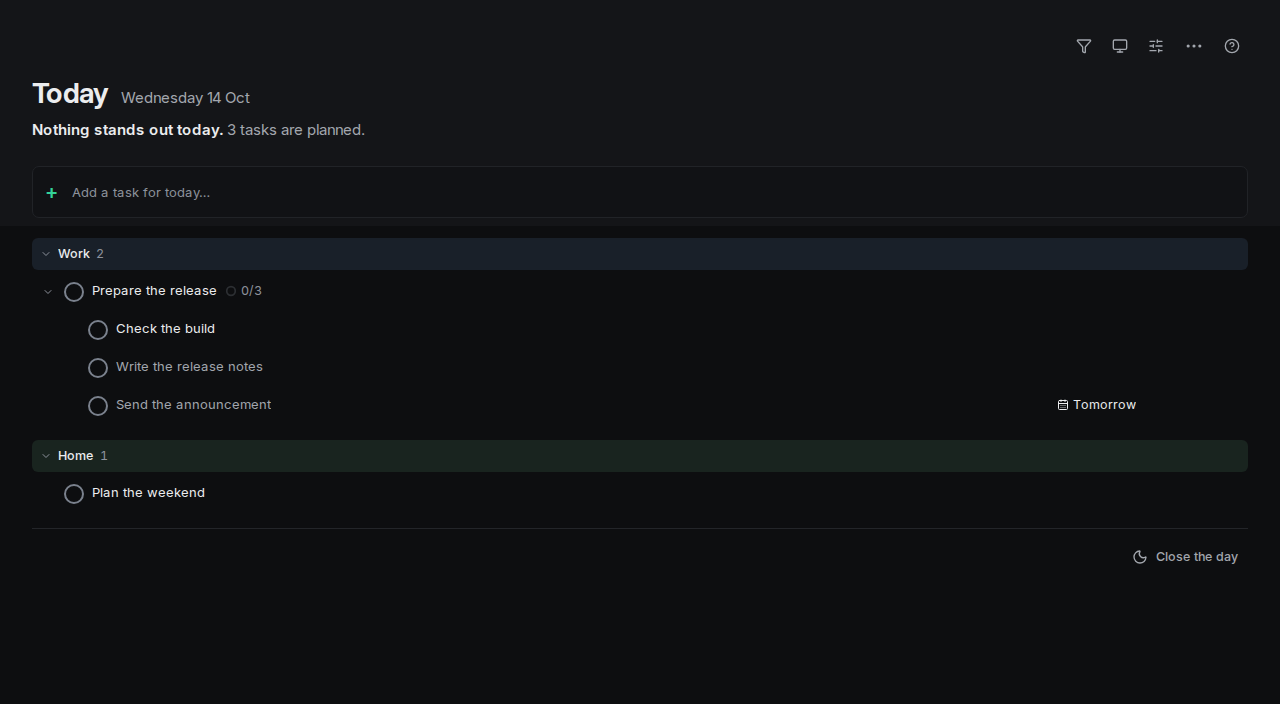 Today Wednesday 14 Oct
Nothing stands out today. 3 tasks are planned.
+ Add a task for today...
Work 2
Prepare the release 0/3
Check the build
Write the release notes
Send the announcement Tomorrow
Home 1
Plan the weekend
Close the day